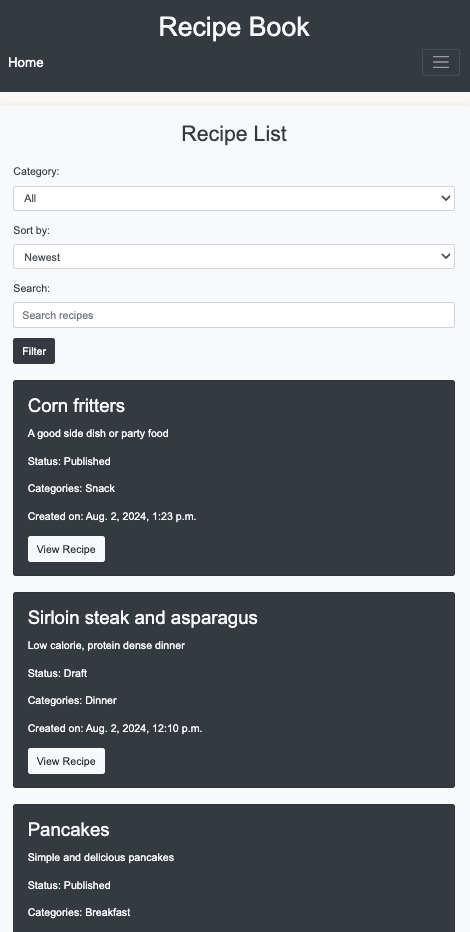 Recipe Book
Home
Recipe List
Category:
All
Sort by:
Newest
Search:
Search recipes
Filter
Corn fritters
A good side dish or party food
Status: Published
Categories: Snack
Created on: Aug. 2, 2024, 1:23 p.m.
View Recipe
Sirloin steak and asparagus
Low calorie, protein dense dinner
Status: Draft
Categories: Dinner
Created on: Aug. 2, 2024, 12:10 p.m.
View Recipe
Pancakes
Simple and delicious pancakes
Status: Published
Categories: Breakfast